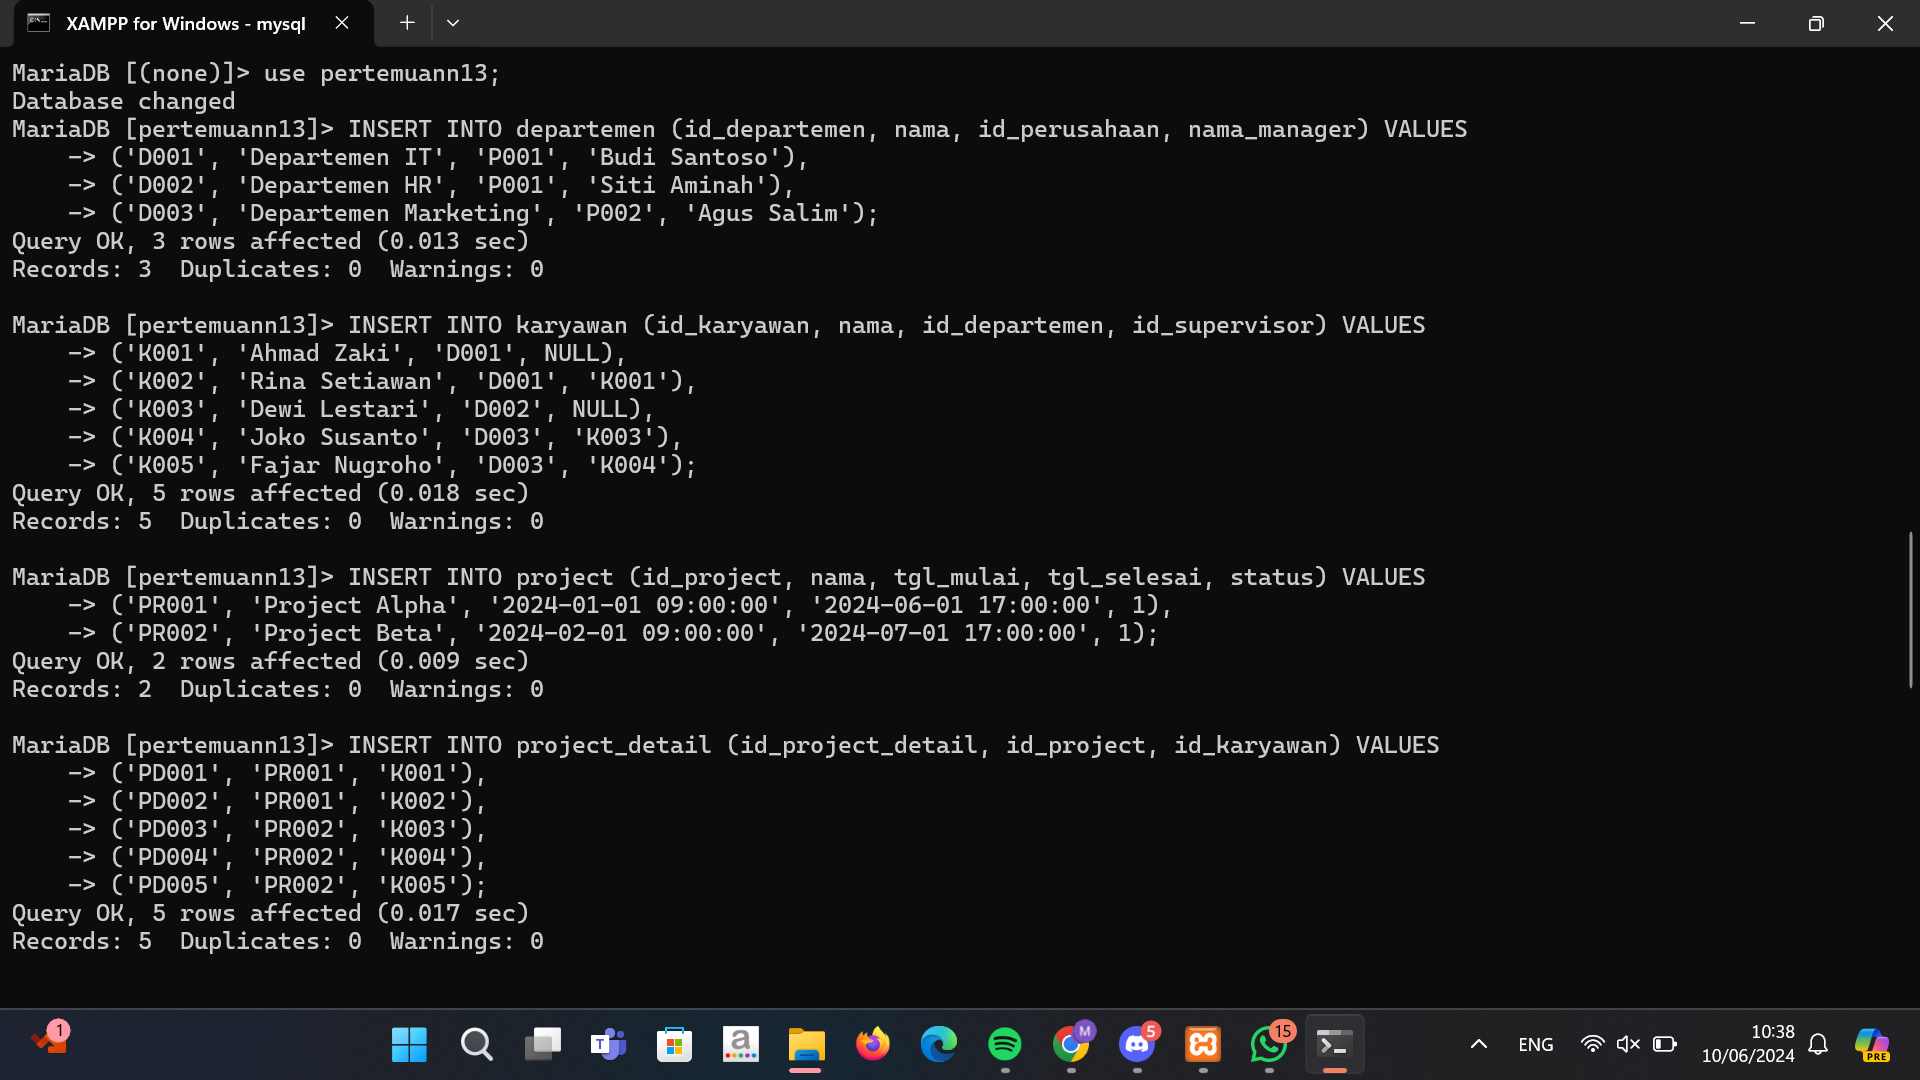 XAMPP for Windows - mysql
MariaDB [(none)]> use pertemuann13;
Database changed
MariaDB [pertemuann13]> INSERT INTO departemen (id_departemen, nama, id_perusahaan, nama_manager) VALUES
    -> ('D001', 'Departemen IT', 'P001', 'Budi Santoso'),
    -> ('D002', 'Departemen HR', 'P001', 'Siti Aminah'),
    -> ('D003', 'Departemen Marketing', 'P002', 'Agus Salim');
Query OK, 3 rows affected (0.013 sec)
Records: 3  Duplicates: 0  Warnings: 0

MariaDB [pertemuann13]> INSERT INTO karyawan (id_karyawan, nama, id_departemen, id_supervisor) VALUES
    -> ('K001', 'Ahmad Zaki', 'D001', NULL),
    -> ('K002', 'Rina Setiawan', 'D001', 'K001'),
    -> ('K003', 'Dewi Lestari', 'D002', NULL),
    -> ('K004', 'Joko Susanto', 'D003', 'K003'),
    -> ('K005', 'Fajar Nugroho', 'D003', 'K004');
Query OK, 5 rows affected (0.018 sec)
Records: 5  Duplicates: 0  Warnings: 0

MariaDB [pertemuann13]> INSERT INTO project (id_project, nama, tgl_mulai, tgl_selesai, status) VALUES
    -> ('PR001', 'Project Alpha', '2024-01-01 09:00:00', '2024-06-01 17:00:00', 1),
    -> ('PR002', 'Project Beta', '2024-02-01 09:00:00', '2024-07-01 17:00:00', 1);
Query OK, 2 rows affected (0.009 sec)
Records: 2  Duplicates: 0  Warnings: 0

MariaDB [pertemuann13]> INSERT INTO project_detail (id_project_detail, id_project, id_karyawan) VALUES
    -> ('PD001', 'PR001', 'K001'),
    -> ('PD002', 'PR001', 'K002'),
    -> ('PD003', 'PR002', 'K003'),
    -> ('PD004', 'PR002', 'K004'),
    -> ('PD005', 'PR002', 'K005');
Query OK, 5 rows affected (0.017 sec)
Records: 5  Duplicates: 0  Warnings: 0

1
T
a
M
5
15
ENG
10:38
10/06/2024
PRE